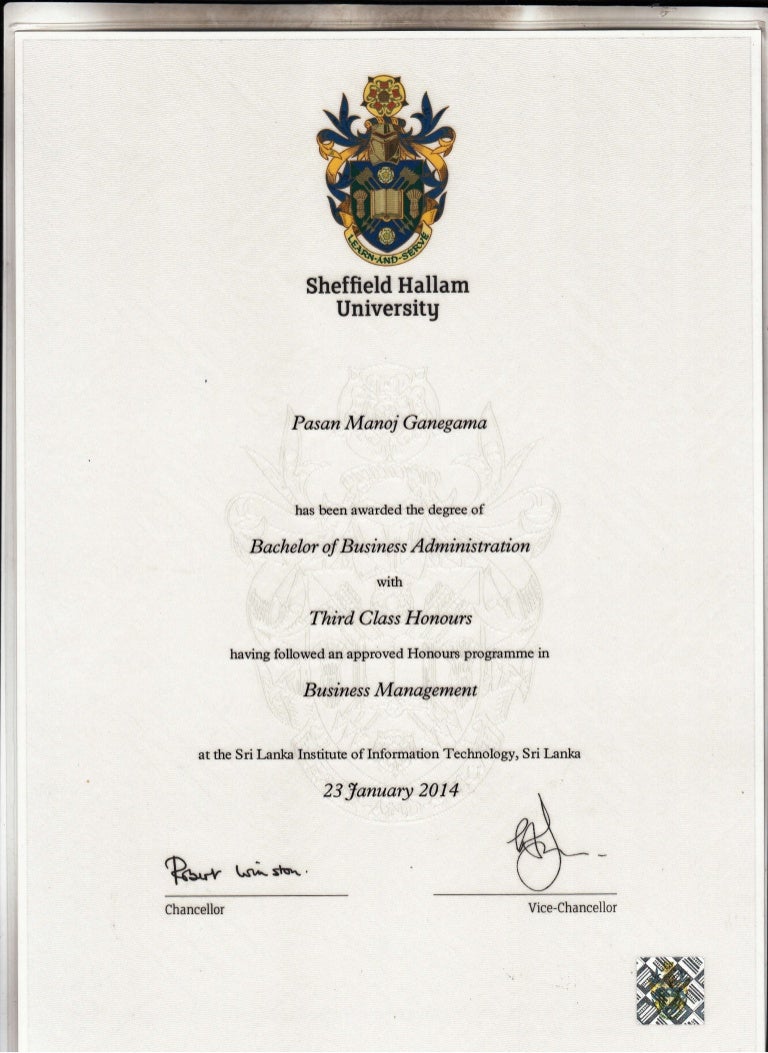 LEARN-AND-SERVE
Sheffield Hallam
University
Pasan Manoj Ganegama
has been awarded the degree of
Bachelor of Business Administration
with
Third Class Honours
having followed an approved Honours programme in
Business Management
at the Sri Lanka Institute of Information Technology, Sri Lanka
23 January 2014
Robert Winston.
Chancellor
Vice-Chancellor